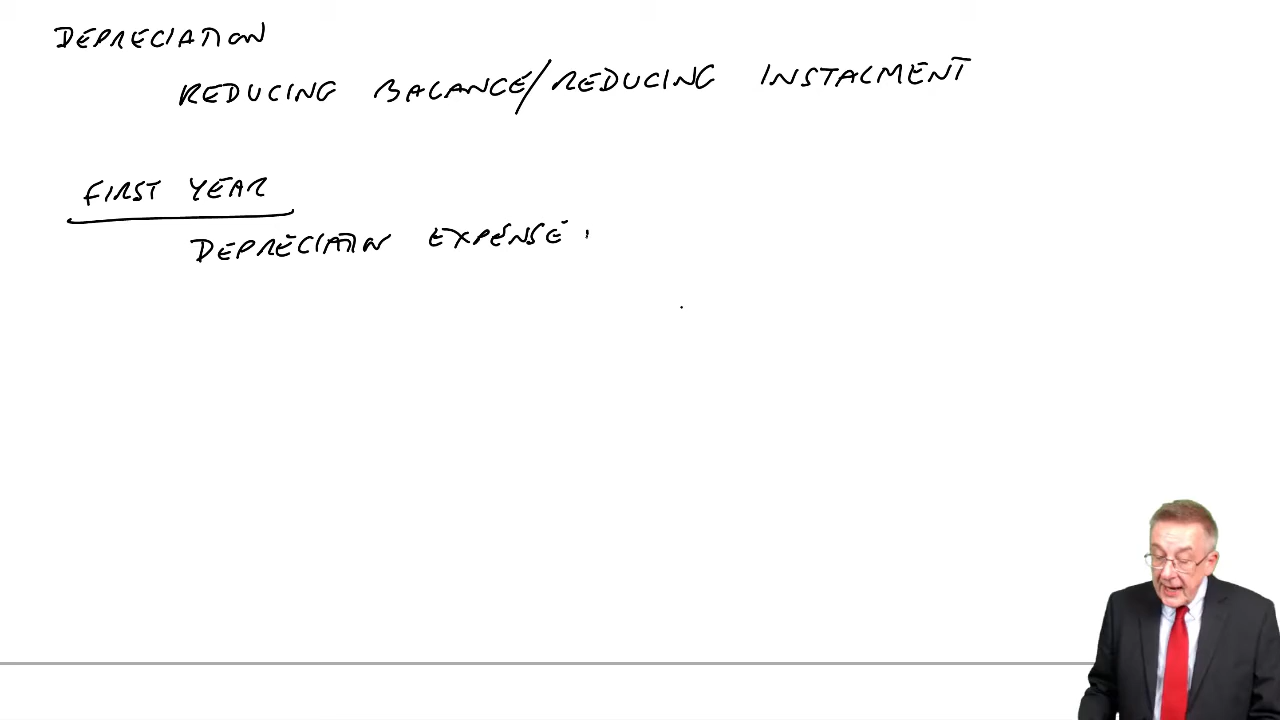 DEPRECIATION
REDUCING BALANCE/REDUCING INSTALMENT
FIRST YEAR
DEPRECIATION EXPENSE